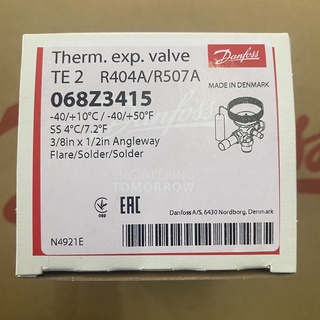 Therm. exp. valve
TE 2 R404A/R507A
068Z3415
-40/+10°C / -40/+50°F
SS 4°C/7.2°F
3/8in x 1/2in Angleway
Flare/Solder/Solder
Danfoss
MADE IN DENMARK
Danfoss
ENGINEERING
TOMORROW
EAC
Danfoss A/S, 6430 Nordborg, Denmark
N4921E